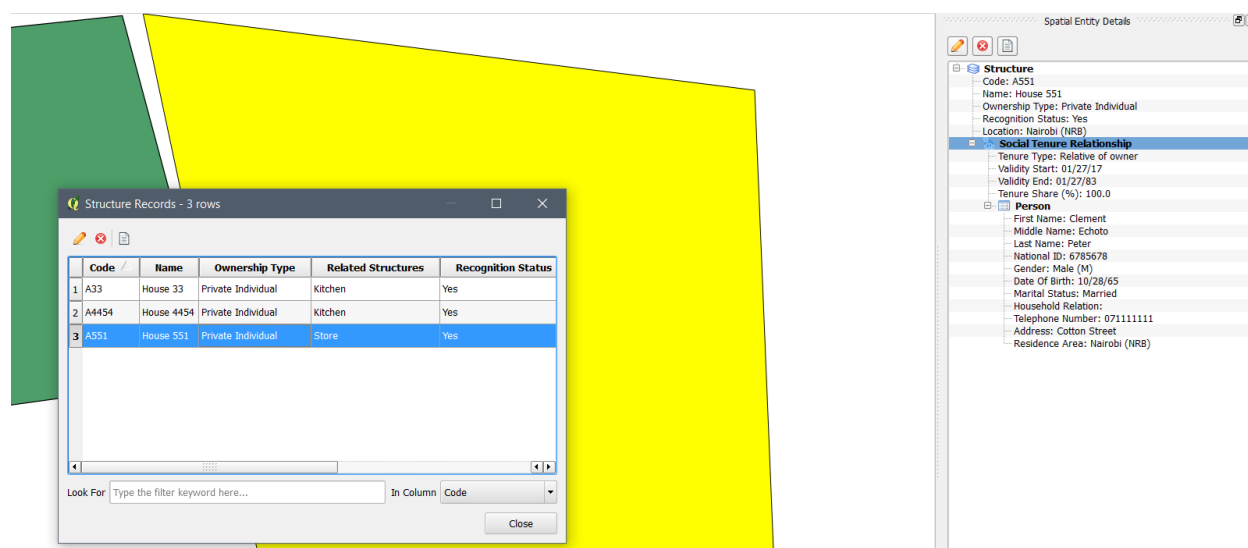 Spatial Entity Details
Structure
Code: A551
Name: House 551
Ownership Type: Private Individual
Recognition Status: Yes
Location: Nairobi (NRB)
Social Tenure Relationship
Tenure Type: Relative of owner
Validity Start: 01/27/17
Validity End: 01/27/83
Tenure Share (%): 100.0
Person
First Name: Clement
Middle Name: Echoto
Last Name: Peter
National ID: 6785678
Gender: Male (M)
Date Of Birth: 10/28/65
Marital Status: Married
Household Relation:
Telephone Number: 071111111
Address: Cotton Street
Residence Area: Nairobi (NRB)
Structure Records - 3 rows
Code Name Ownership Type Related Structures Recognition Status
1 A33 House 33 Private Individual Kitchen Yes
2 A4454 House 4454 Private Individual Kitchen Yes
3 A551 House 551 Private Individual Store Yes
Look For Type the filter keyword here... In Column Code
Close